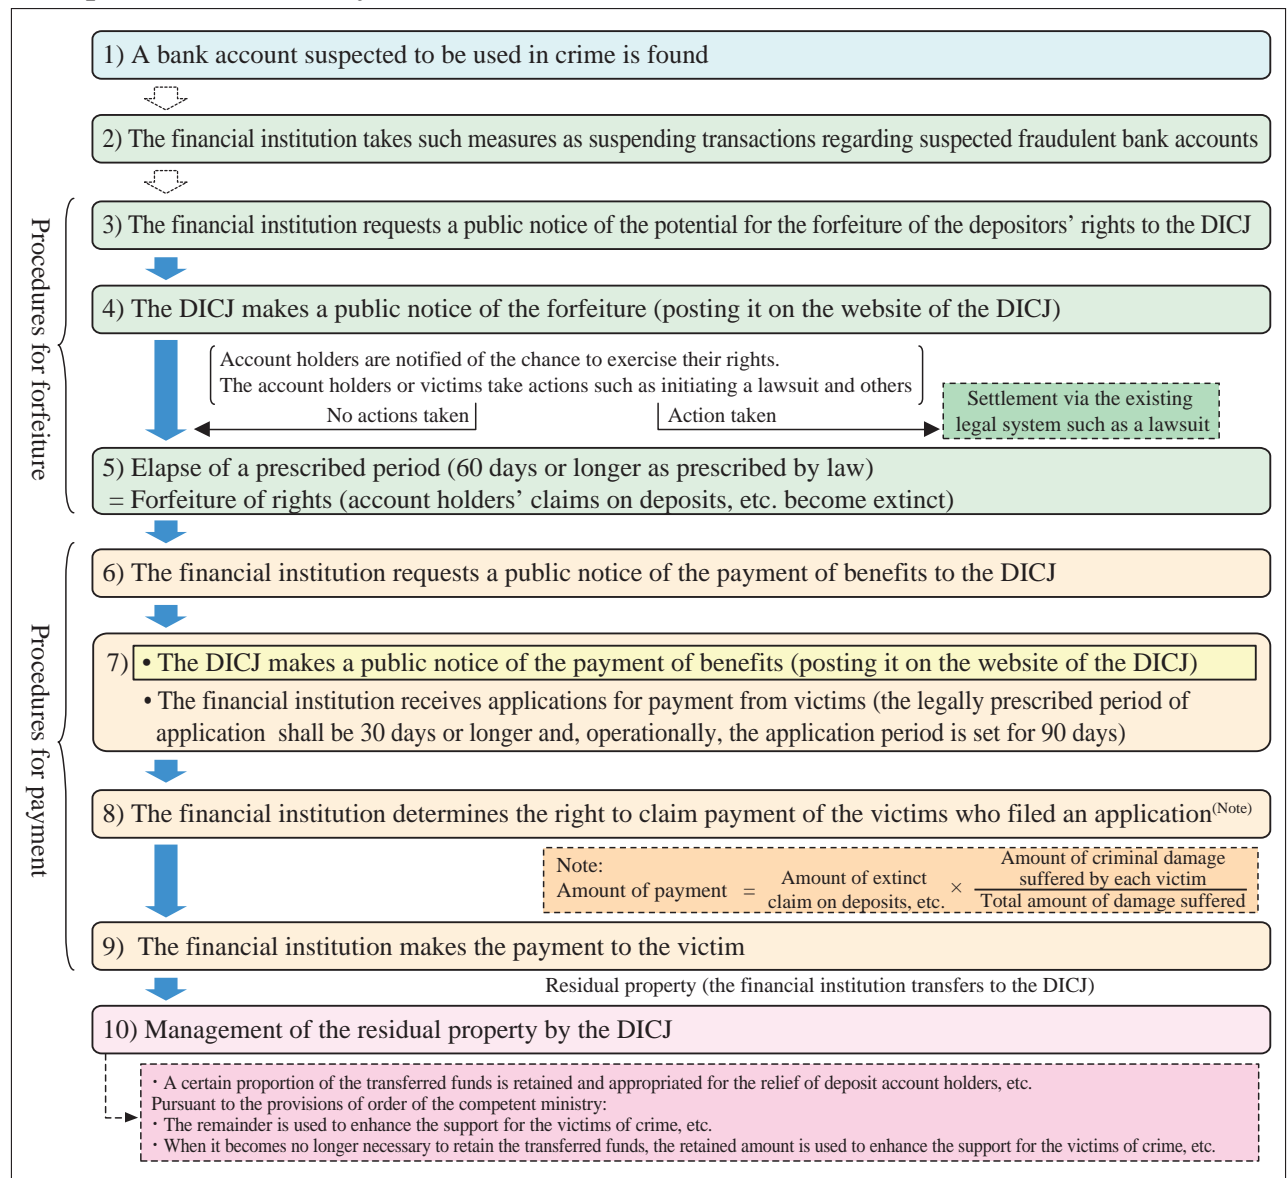 1) A bank account suspected to be used in crime is found
2) The financial institution takes such measures as suspending transactions regarding suspected fraudulent bank accounts
Procedures for forfeiture
3) The financial institution requests a public notice of the potential for the forfeiture of the depositors' rights to the DICJ
4) The DICJ makes a public notice of the forfeiture (posting it on the website of the DICJ)
Account holders are notified of the chance to exercise their rights.
The account holders or victims take actions such as initiating a lawsuit and others
No actions taken
Action taken
Settlement via the existing
legal system such as a lawsuit
5) Elapse of a prescribed period (60 days or longer as prescribed by law)
= Forfeiture of rights (account holders' claims on deposits, etc. become extinct)
Procedures for payment
6) The financial institution requests a public notice of the payment of benefits to the DICJ
7) • The DICJ makes a public notice of the payment of benefits (posting it on the website of the DICJ)
• The financial institution receives applications for payment from victims (the legally prescribed period of
application shall be 30 days or longer and, operationally, the application period is set for 90 days)
8) The financial institution determines the right to claim payment of the victims who filed an application(Note)
Note:
Amount of payment = Amount of extinct
claim on deposits, etc. ×
Amount of criminal damage
suffered by each victim
Total amount of damage suffered
9) The financial institution makes the payment to the victim
Residual property (the financial institution transfers to the DICJ)
10) Management of the residual property by the DICJ
・A certain proportion of the transferred funds is retained and appropriated for the relief of deposit account holders, etc.
Pursuant to the provisions of order of the competent ministry:
・The remainder is used to enhance the support for the victims of crime, etc.
・When it becomes no longer necessary to retain the transferred funds, the retained amount is used to enhance the support for the victims of crime, etc.